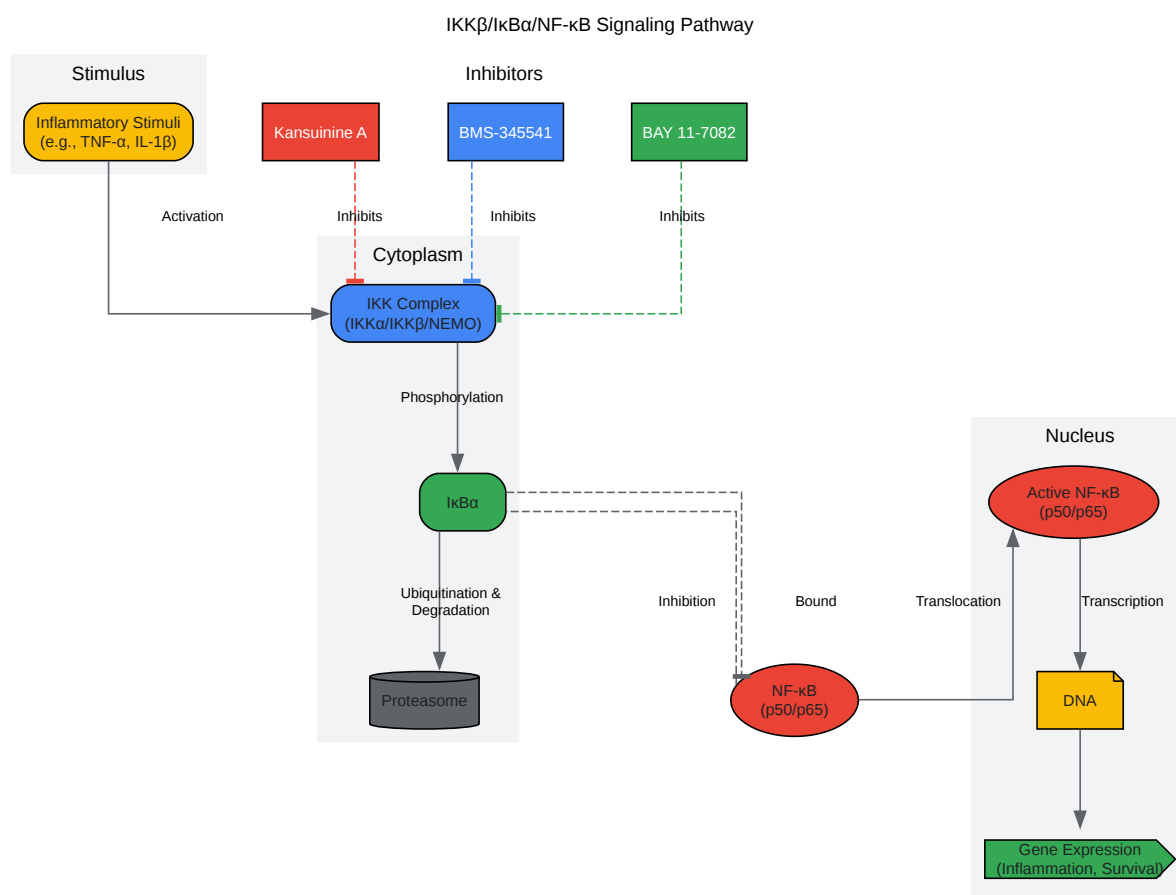 IKKβ/IκBα/NF-κB Signaling Pathway
Stimulus
Inhibitors
Inflammatory Stimuli
(e.g., TNF-α, IL-1β)
Kansuinine A
BMS-345541
BAY 11-7082
Activation
Inhibits
Inhibits
Inhibits
Cytoplasm
IKK Complex
(IKKα/IKKβ/NEMO)
Phosphorylation
Nucleus
Active NF-κB
(p50/p65)
IκBα
Ubiquitination &
Degradation
Inhibition
Bound
Translocation
Transcription
Proteasome
NF-κB
(p50/p65)
DNA
Gene Expression
(Inflammation, Survival)